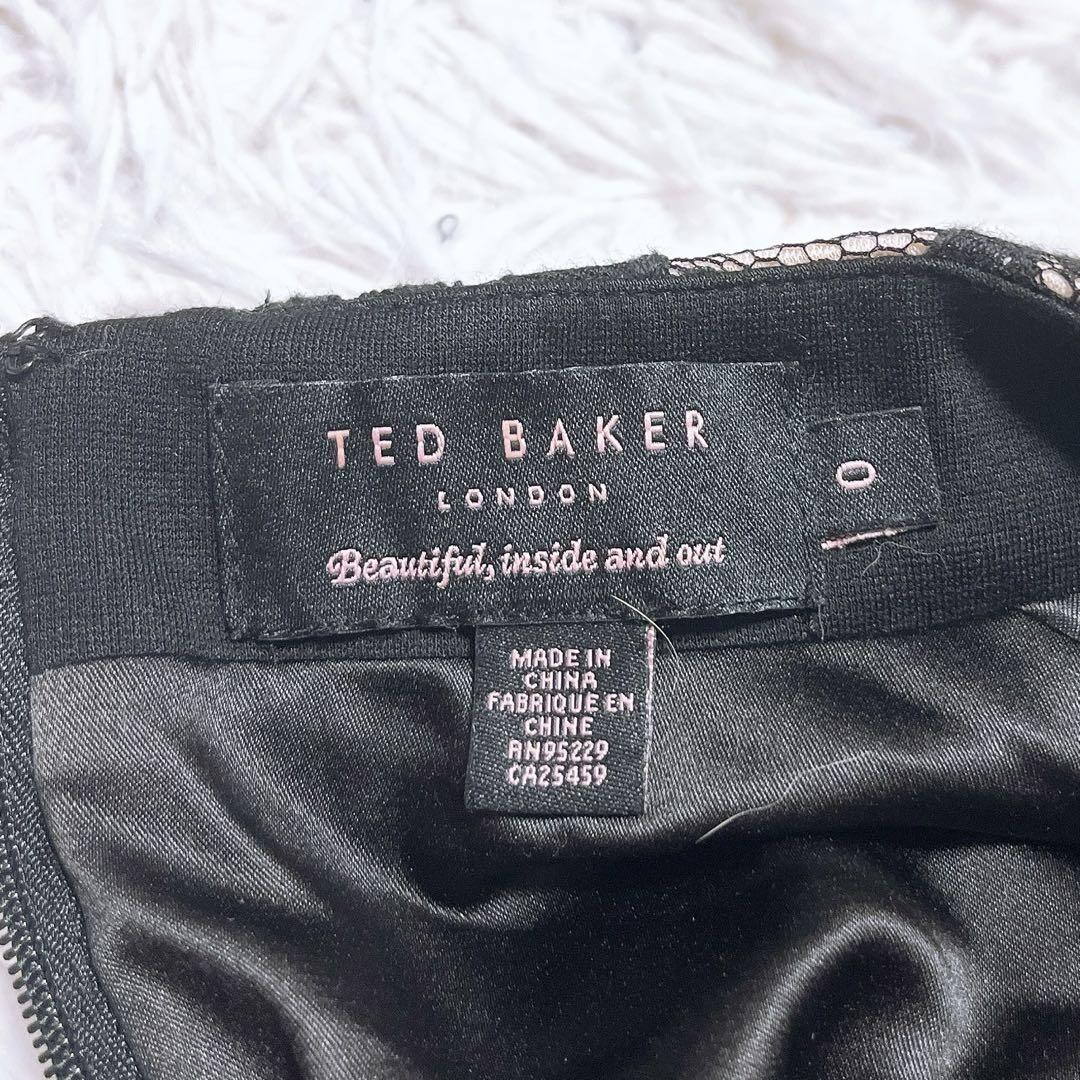 TED BAKER
LONDON
Beautiful, inside and out
0
MADE IN
CHINA
FABRIQUE EN
CHINE
RN95229
CA25459